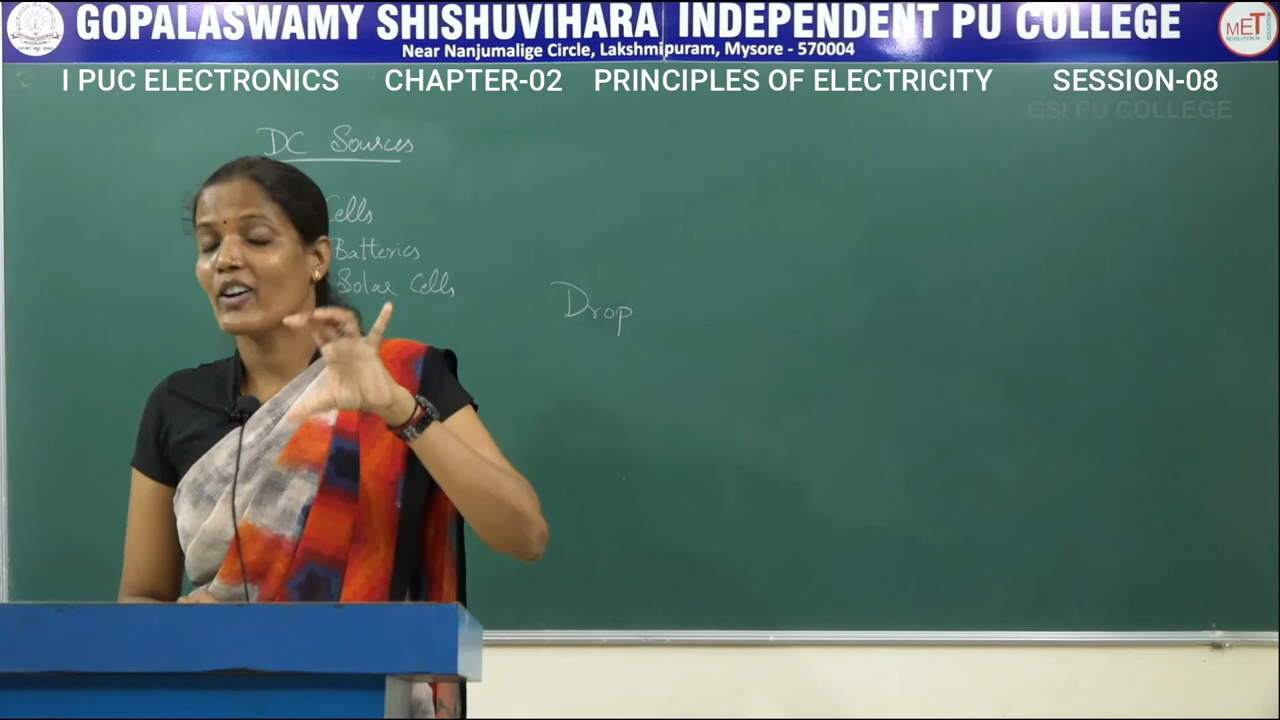 GOPALASWAMY SHISHUVIHARA INDEPENDENT PU COLLEGE
Near Nanjumalige Circle, Lakshmipuram, Mysore - 570004
MET
I PUC ELECTRONICS CHAPTER-02 PRINCIPLES OF ELECTRICITY SESSION-08
GSI PU COLLEGE
DC Sources
Cells
Batteries
Solar Cells
Drop